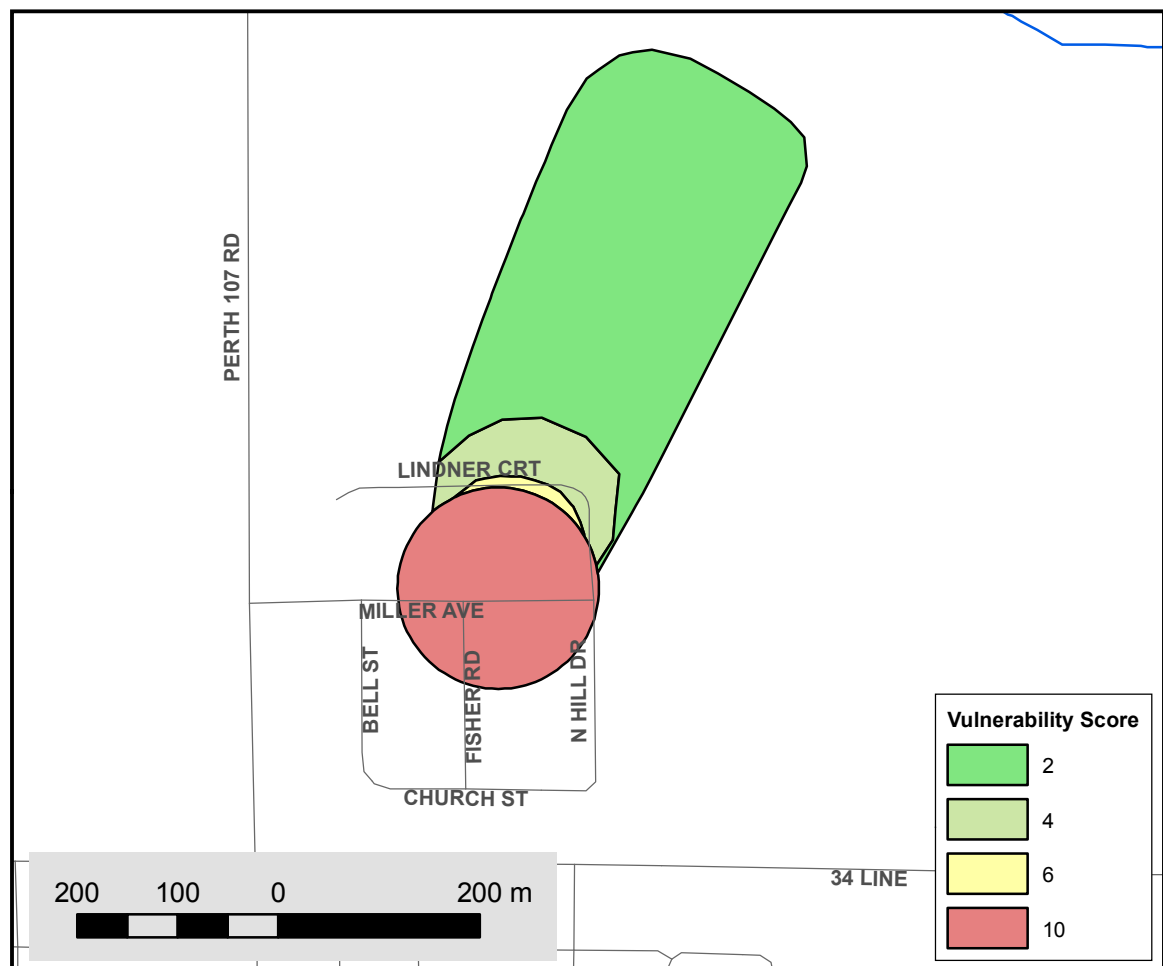 PERTH 107 RD
LINDNER CRT
MILLER AVE
BELL ST
FISHER RD
N HILL DR
CHURCH ST
34 LINE
Vulnerability Score
2
4
6
10
200 100 0 200 m